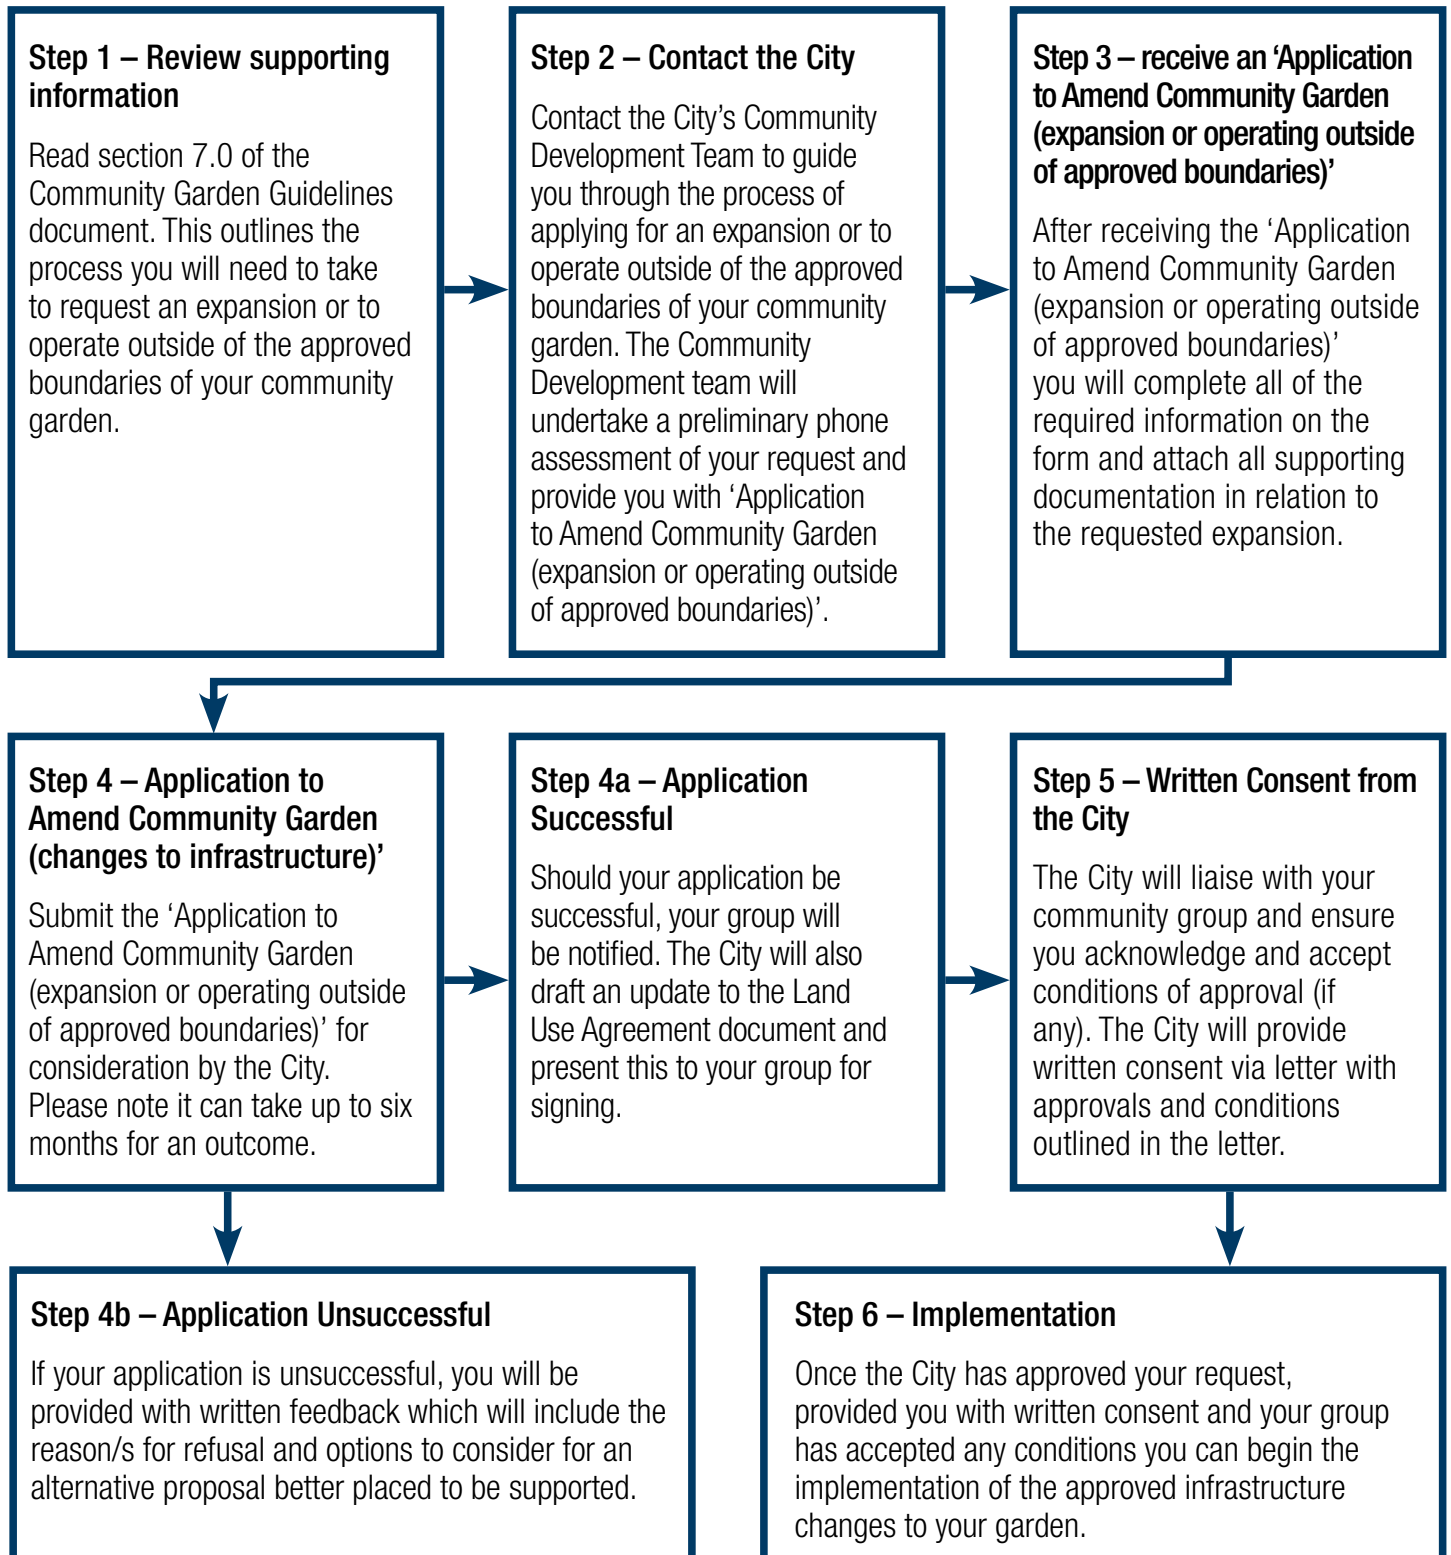 Step 1 – Review supporting
information
Read section 7.0 of the
Community Garden Guidelines
document. This outlines the
process you will need to take
to request an expansion or to
operate outside of the approved
boundaries of your community
garden.
Step 2 – Contact the City
Contact the City’s Community
Development Team to guide
you through the process of
applying for an expansion or to
operate outside of the approved
boundaries of your community
garden. The Community
Development team will
undertake a preliminary phone
assessment of your request and
provide you with ‘Application
to Amend Community Garden
(expansion or operating outside
of approved boundaries)’.
Step 3 – receive an ‘Application
to Amend Community Garden
(expansion or operating outside
of approved boundaries)’
After receiving the ‘Application
to Amend Community Garden
(expansion or operating outside
of approved boundaries)’
you will complete all of the
required information on the
form and attach all supporting
documentation in relation to
the requested expansion.
Step 4 – Application to
Amend Community Garden
(changes to infrastructure)’
Submit the ‘Application to
Amend Community Garden
(expansion or operating outside
of approved boundaries)’ for
consideration by the City.
Please note it can take up to six
months for an outcome.
Step 4a – Application
Successful
Should your application be
successful, your group will
be notified. The City will also
draft an update to the Land
Use Agreement document and
present this to your group for
signing.
Step 5 – Written Consent from
the City
The City will liaise with your
community group and ensure
you acknowledge and accept
conditions of approval (if
any). The City will provide
written consent via letter with
approvals and conditions
outlined in the letter.
Step 4b – Application Unsuccessful
If your application is unsuccessful, you will be
provided with written feedback which will include the
reason/s for refusal and options to consider for an
alternative proposal better placed to be supported.
Step 6 – Implementation
Once the City has approved your request,
provided you with written consent and your group
has accepted any conditions you can begin the
implementation of the approved infrastructure
changes to your garden.